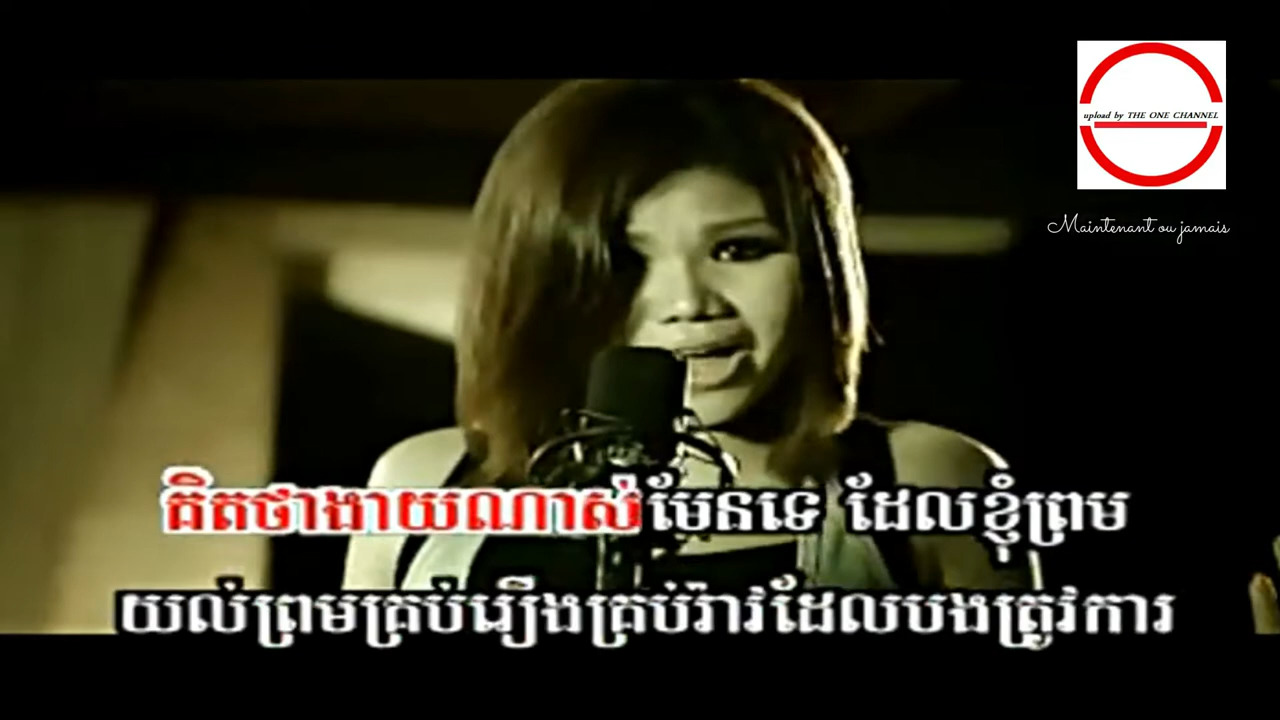 upload by THE ONE CHANNEL
Maintenant ou jamais
គិតថាងាយណាស់មែនទេ ដែលខ្ញុំព្រម
យល់ព្រមគ្រប់រឿងគ្រប់រ៉ាវដែលបងត្រូវការ